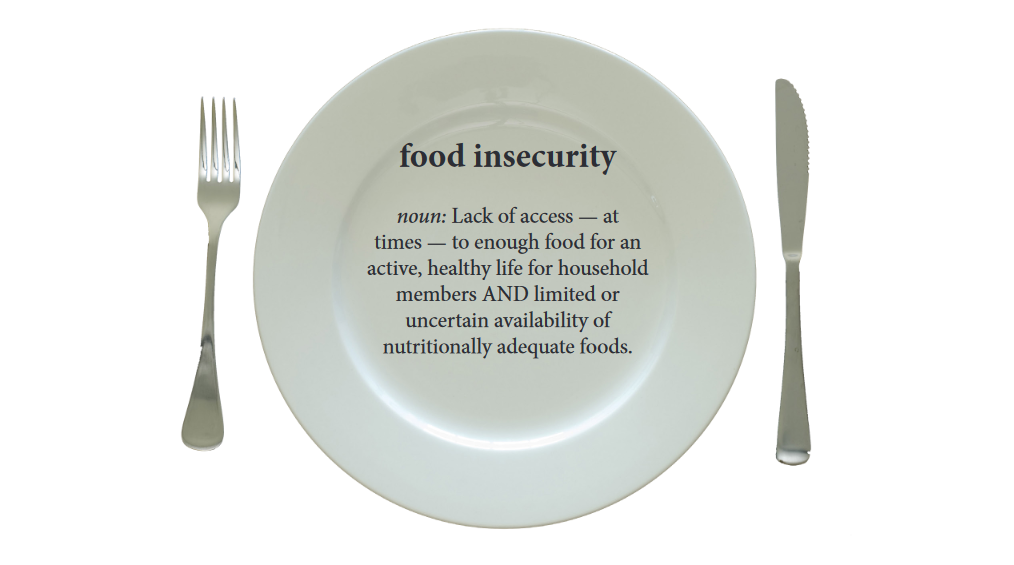 food insecurity
noun: Lack of access — at
times — to enough food for an
active, healthy life for household
members AND limited or
uncertain availability of
nutritionally adequate foods.